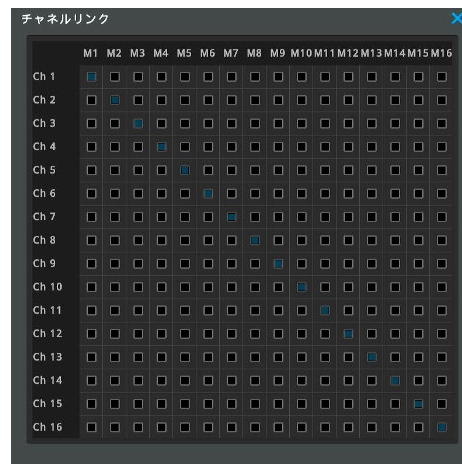 チャネルリンク
M1 M2 M3 M4 M5 M6 M7 M8 M9 M10 M11 M12 M13 M14 M15 M16
Ch 1
Ch 2
Ch 3
Ch 4
Ch 5
Ch 6
Ch 7
Ch 8
Ch 9
Ch 10
Ch 11
Ch 12
Ch 13
Ch 14
Ch 15
Ch 16